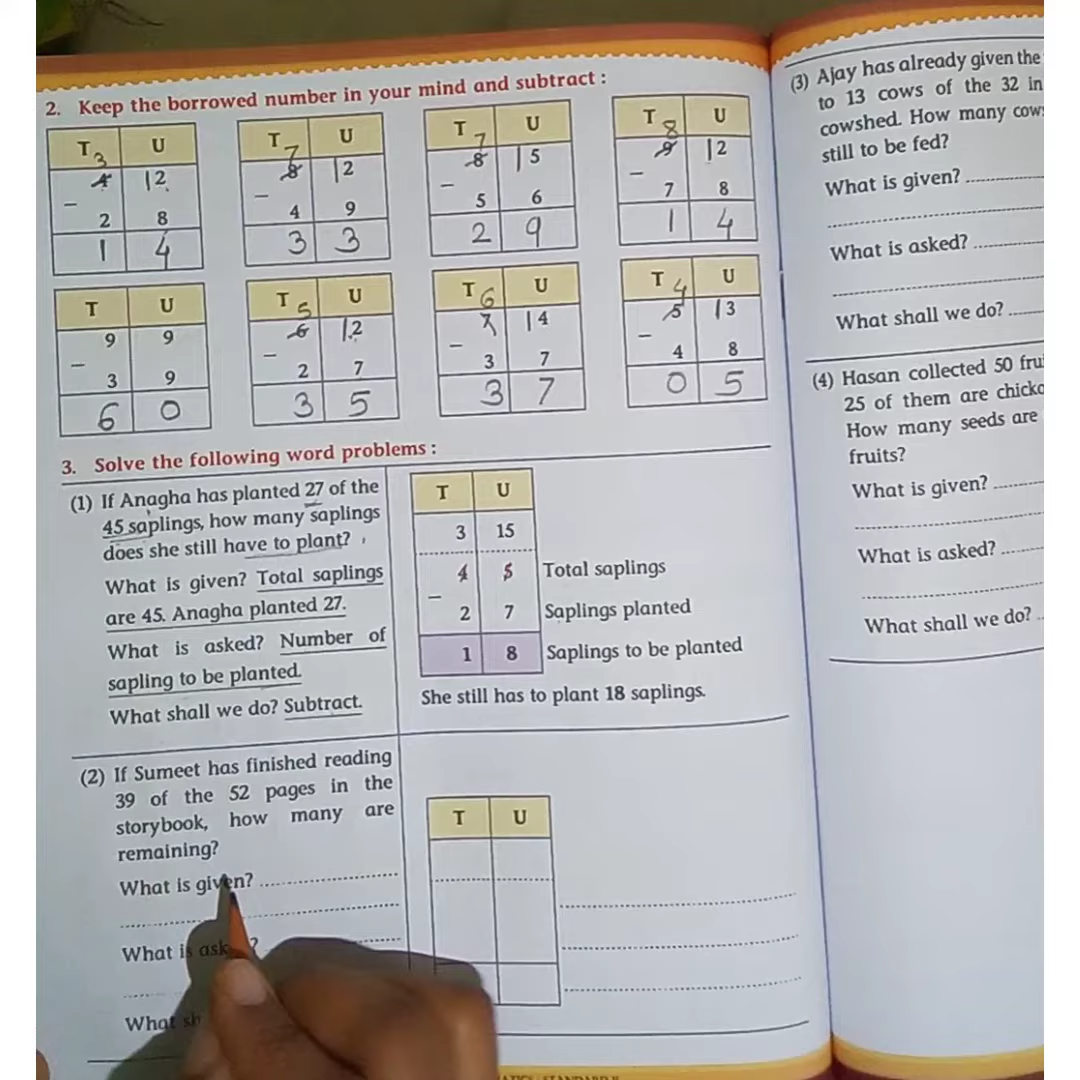 2. Keep the borrowed number in your mind and subtract :
T U
3
4 12
− 2 8
1 4
T U
7
8 12
− 4 9
3 3
T U
7
8 15
− 5 6
2 9
T U
8
9 12
− 7 8
1 4
T U
9 9
− 3 9
6 0
T U
5
6 12
− 2 7
3 5
T U
6
7 14
− 3 7
3 7
T U
4
5 13
− 4 8
0 5
3. Solve the following word problems :
(1) If Anagha has planted 27 of the
45 saplings, how many saplings
does she still have to plant?
What is given? Total saplings
are 45. Anagha planted 27.
What is asked? Number of
sapling to be planted.
What shall we do? Subtract.
T U
3 15
4 5 Total saplings
− 2 7 Saplings planted
1 8 Saplings to be planted
She still has to plant 18 saplings.
(2) If Sumeet has finished reading
39 of the 52 pages in the
storybook, how many are
remaining?
What is given?
What is ask ?
What sh
T U
(3) Ajay has already given the
to 13 cows of the 32 in
cowshed. How many cows
still to be fed?
What is given?
What is asked?
What shall we do?
(4) Hasan collected 50 fru
25 of them are chick
How many seeds are
fruits?
What is given?
What is asked?
What shall we do?